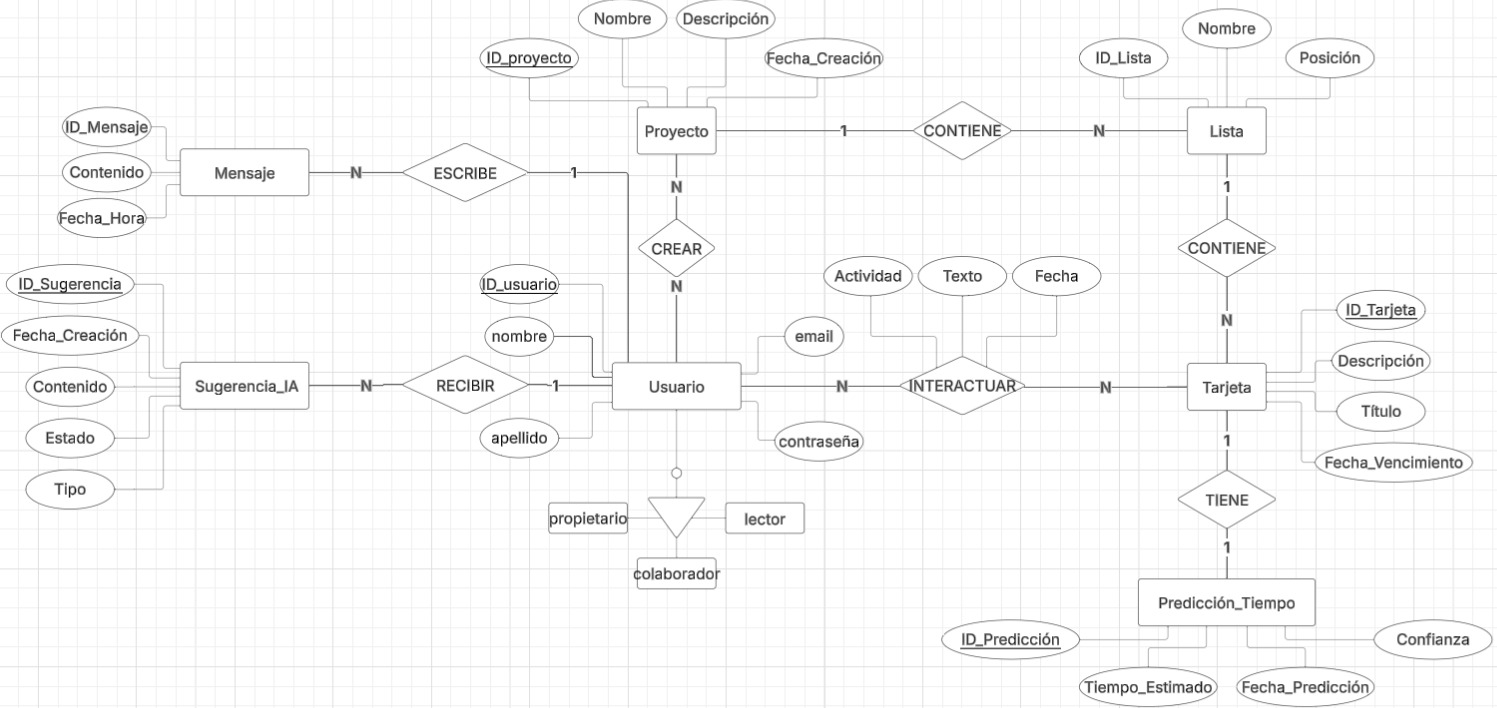 Nombre
Descripción
ID_proyecto
Fecha_Creación
Proyecto
1
CONTIENE
N
Nombre
ID_Lista
Posición
Lista
ID_Mensaje
Contenido
Fecha_Hora
Mensaje
N
ESCRIBE
1
N
CREAR
N
1
CONTIENE
N
ID_Sugerencia
Fecha_Creación
Contenido
Estado
Tipo
Sugerencia_IA
N
RECIBIR
1
ID_usuario
nombre
apellido
Usuario
email
contraseña
N
INTERACTUAR
Actividad
Texto
Fecha
N
Tarjeta
ID_Tarjeta
Descripción
Título
Fecha_Vencimiento
propietario
lector
colaborador
1
TIENE
1
Predicción_Tiempo
ID_Predicción
Tiempo_Estimado
Fecha_Predicción
Confianza